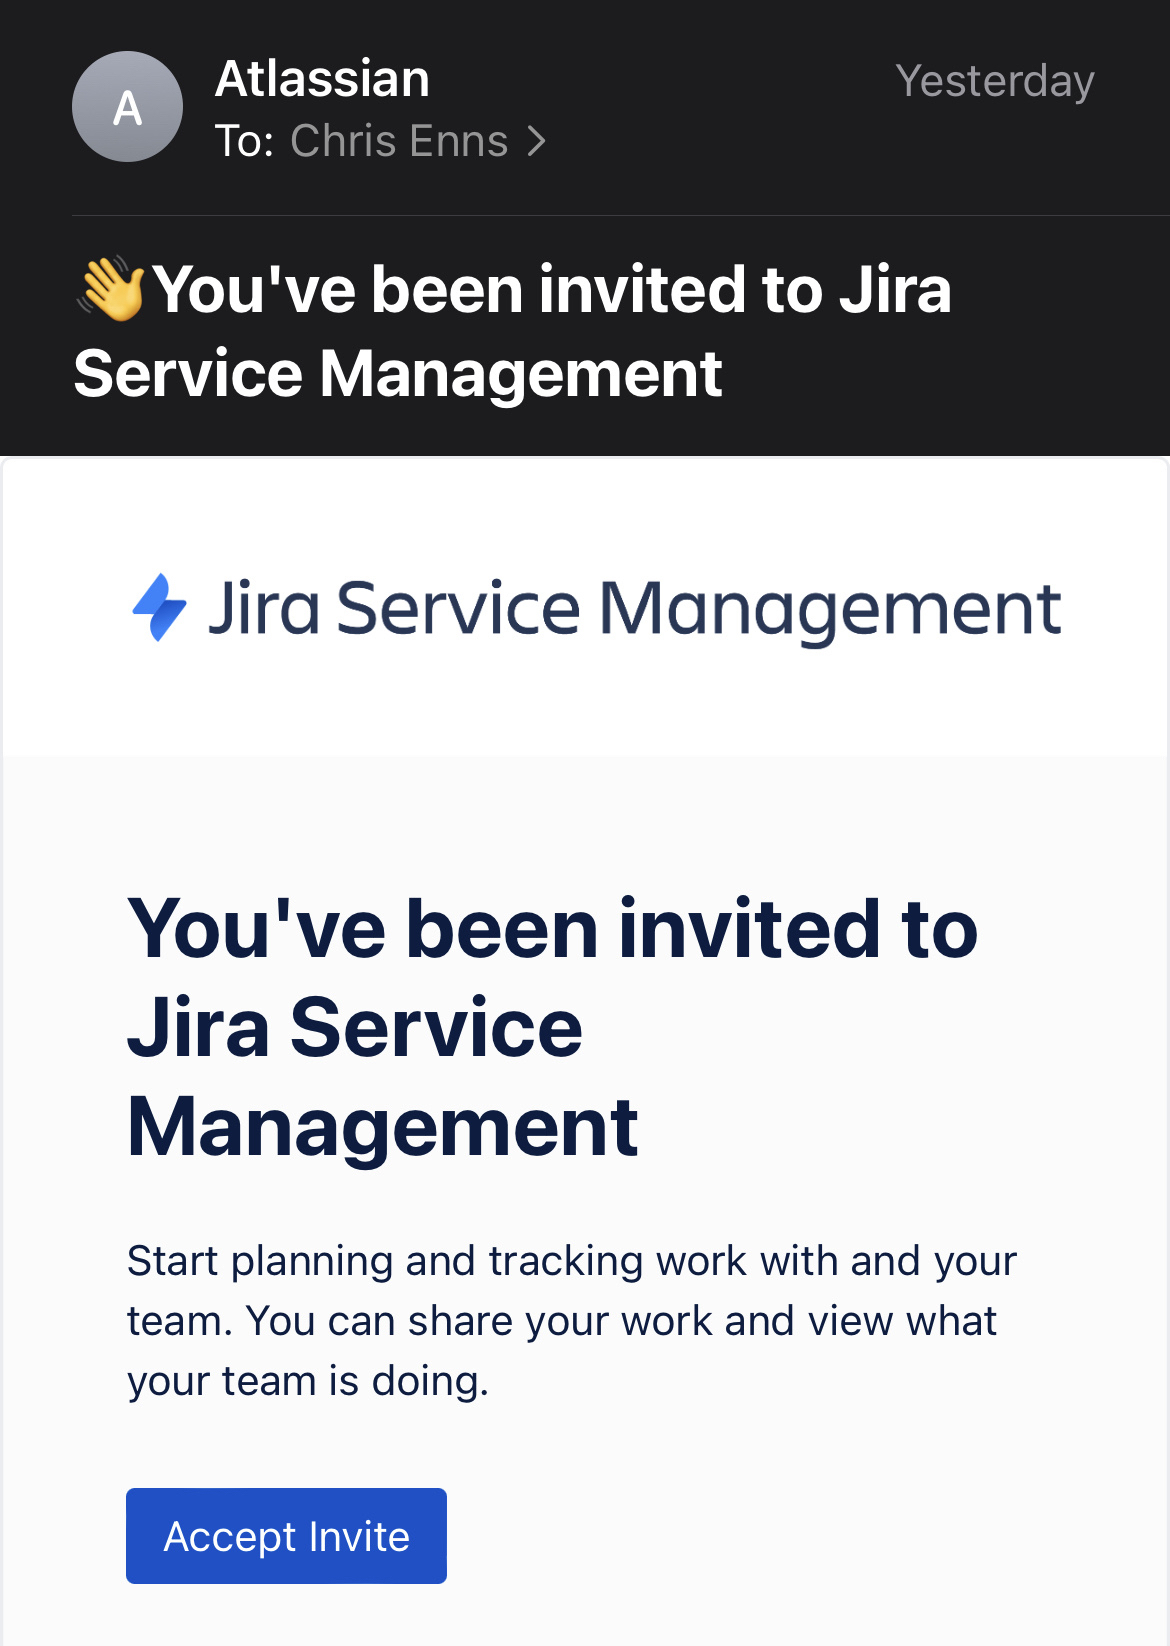 A
Atlassian
Yesterday
To: Chris Enns
👋You've been invited to Jira
Service Management
Jira Service Management
You've been invited to
Jira Service
Management
Start planning and tracking work with and your
team. You can share your work and view what
your team is doing.
Accept Invite